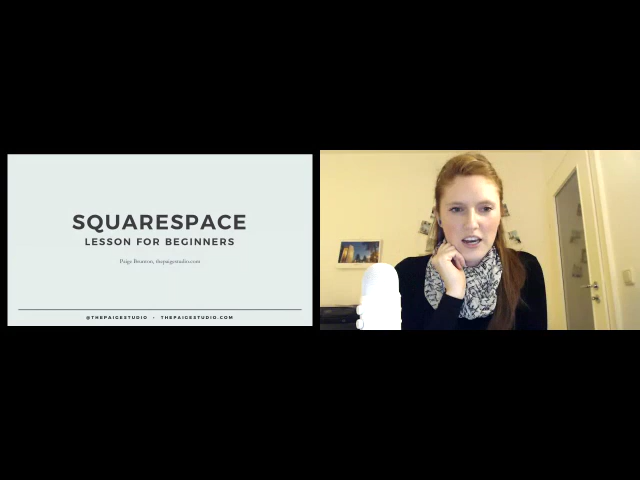 SQUARESPACE
LESSON FOR BEGINNERS
Paige Brunton, thepaigestudio.com
@THEPAIGESTUDIO • THEPAIGESTUDIO.COM